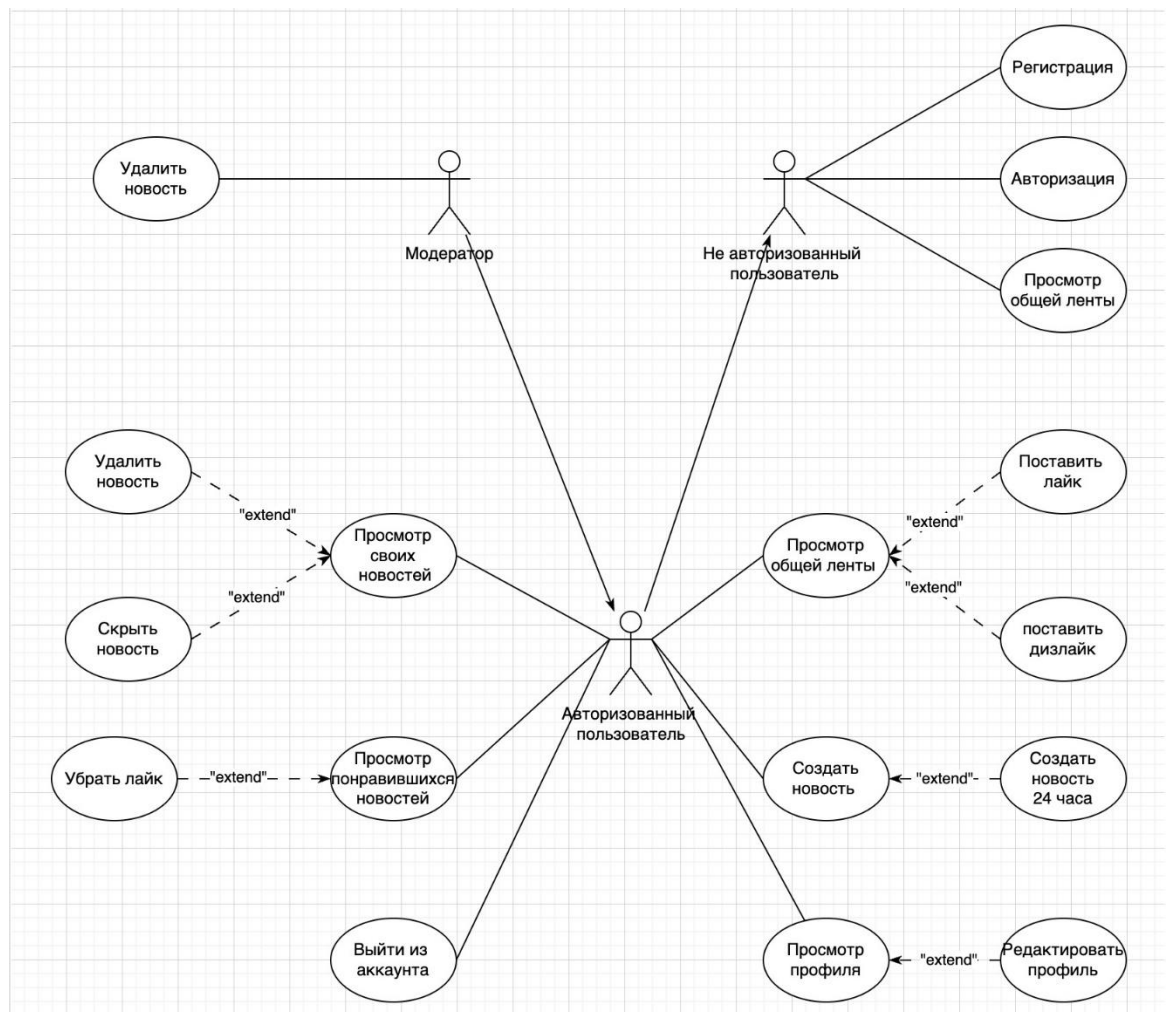 Регистрация
Удалить
новость
Авторизация
Модератор
Не авторизованный
пользователь
Просмотр
общей ленты
Удалить
новость
"extend"
Просмотр
своих
новостей
"extend"
Скрыть
новость
Поставить
лайк
"extend"
Просмотр
общей ленты
"extend"
поставить
дизлайк
Авторизованный
пользователь
Убрать лайк
"extend"
Просмотр
понравившихся
новостей
Создать
новость
"extend"
Создать
новость
24 часа
Выйти из
аккаунта
Просмотр
профиля
"extend"
Редактировать
профиль